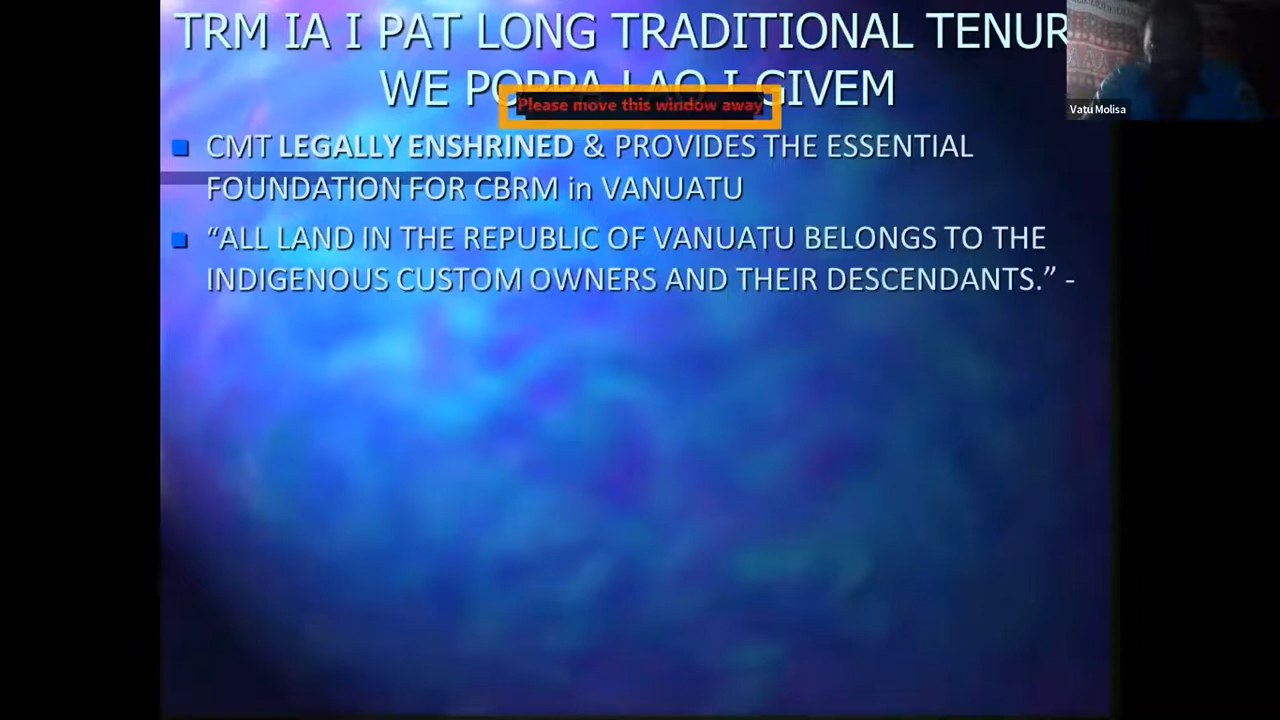 TRM IA I PAT LONG TRADITIONAL TENUR
WE POPPA LAO I GIVEM
Please move this window away
Vatu Molisa
■ CMT LEGALLY ENSHRINED & PROVIDES THE ESSENTIAL
FOUNDATION FOR CBRM in VANUATU
■ “ALL LAND IN THE REPUBLIC OF VANUATU BELONGS TO THE
INDIGENOUS CUSTOM OWNERS AND THEIR DESCENDANTS.” -